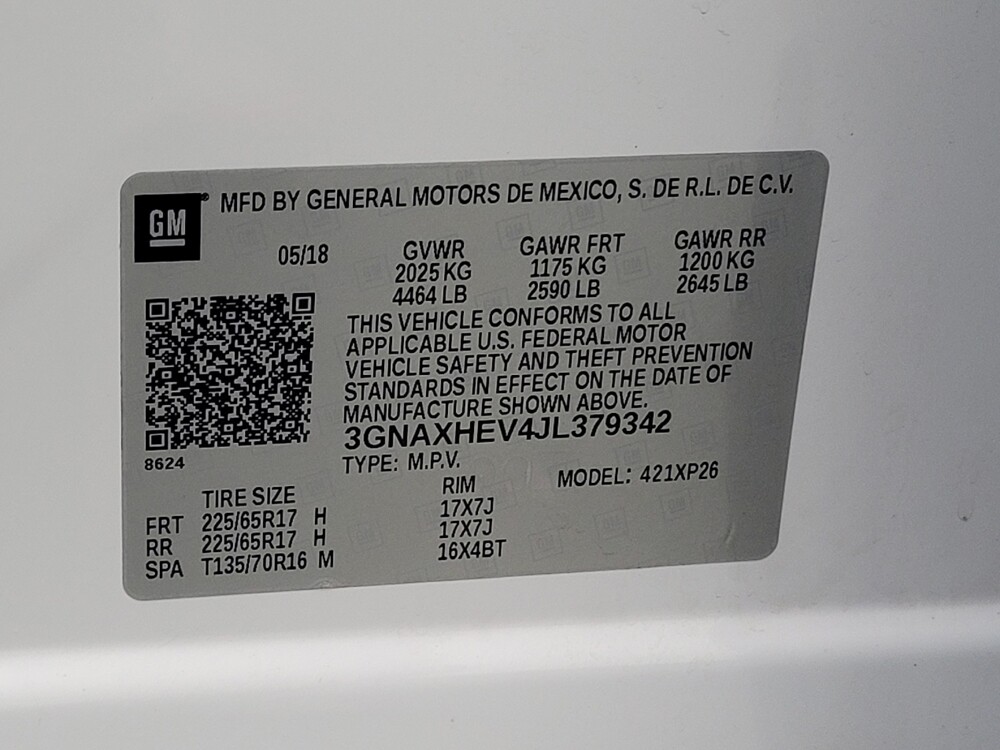 GM® MFD BY GENERAL MOTORS DE MEXICO, S. DE R.L. DE C.V.
05/18 GVWR GAWR FRT GAWR RR
2025 KG 1175 KG 1200 KG
4464 LB 2590 LB 2645 LB
THIS VEHICLE CONFORMS TO ALL
APPLICABLE U.S. FEDERAL MOTOR
VEHICLE SAFETY AND THEFT PREVENTION
STANDARDS IN EFFECT ON THE DATE OF
MANUFACTURE SHOWN ABOVE.
3GNAXHEV4JL379342
8624
TYPE: M.P.V. MODEL: 421XP26
TIRE SIZE RIM
FRT 225/65R17 H 17X7J
RR 225/65R17 H 17X7J
SPA T135/70R16 M 16X4BT